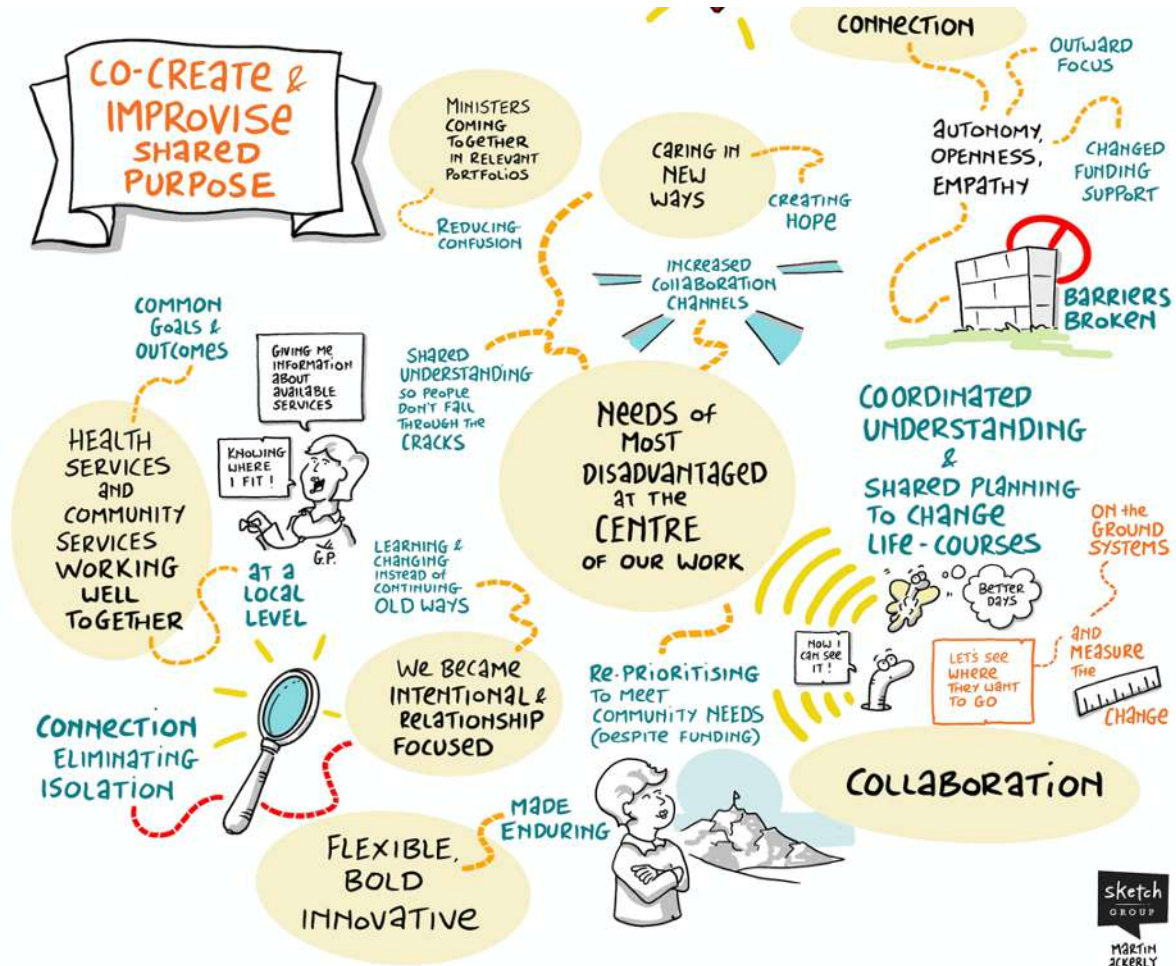 CO-CREATE &
IMPROVISE
SHARED
PURPOSE
MINISTERS
COMING
TOGETHER
IN RELEVANT
PORTFOLIOS
REDUCING
CONFUSION
CARING IN
NEW
WAYS
CREATING
HOPE
CONNECTION
OUTWARD
FOCUS
AUTONOMY,
OPENNESS,
EMPATHY
CHANGED
FUNDING
SUPPORT
BARRIERS
BROKEN
INCREASED
COLLABORATION
CHANNELS
COMMON
GOALS &
OUTCOMES
GIVING ME
INFORMATION
ABOUT
AVAILABLE
SERVICES
KNOWING
WHERE
I FIT!
G.P.
SHARED
UNDERSTANDING
SO PEOPLE
DON'T FALL
THROUGH THE
CRACKS
HEALTH
SERVICES
AND
COMMUNITY
SERVICES
WORKING
WELL
TOGETHER
AT A
LOCAL
LEVEL
NEEDS OF
MOST
DISADVANTAGED
AT THE
CENTRE
OF OUR WORK
COORDINATED
UNDERSTANDING
&
SHARED PLANNING
TO CHANGE
LIFE-COURSES
ON THE
GROUND
SYSTEMS
AND
MEASURE
THE
CHANGE
BETTER
DAYS
NOW I
CAN SEE
IT!
LET'S SEE
WHERE
THEY WANT
TO GO
LEARNING &
CHANGING
INSTEAD OF
CONTINUING
OLD WAYS
WE BECAME
INTENTIONAL &
RELATIONSHIP
FOCUSED
RE-PRIORITISING
TO MEET
COMMUNITY NEEDS
(DESPITE FUNDING)
CONNECTION
ELIMINATING
ISOLATION
COLLABORATION
MADE
ENDURING
FLEXIBLE,
BOLD
INNOVATIVE
sketch
GROUP
MARTIN
ACKERLY